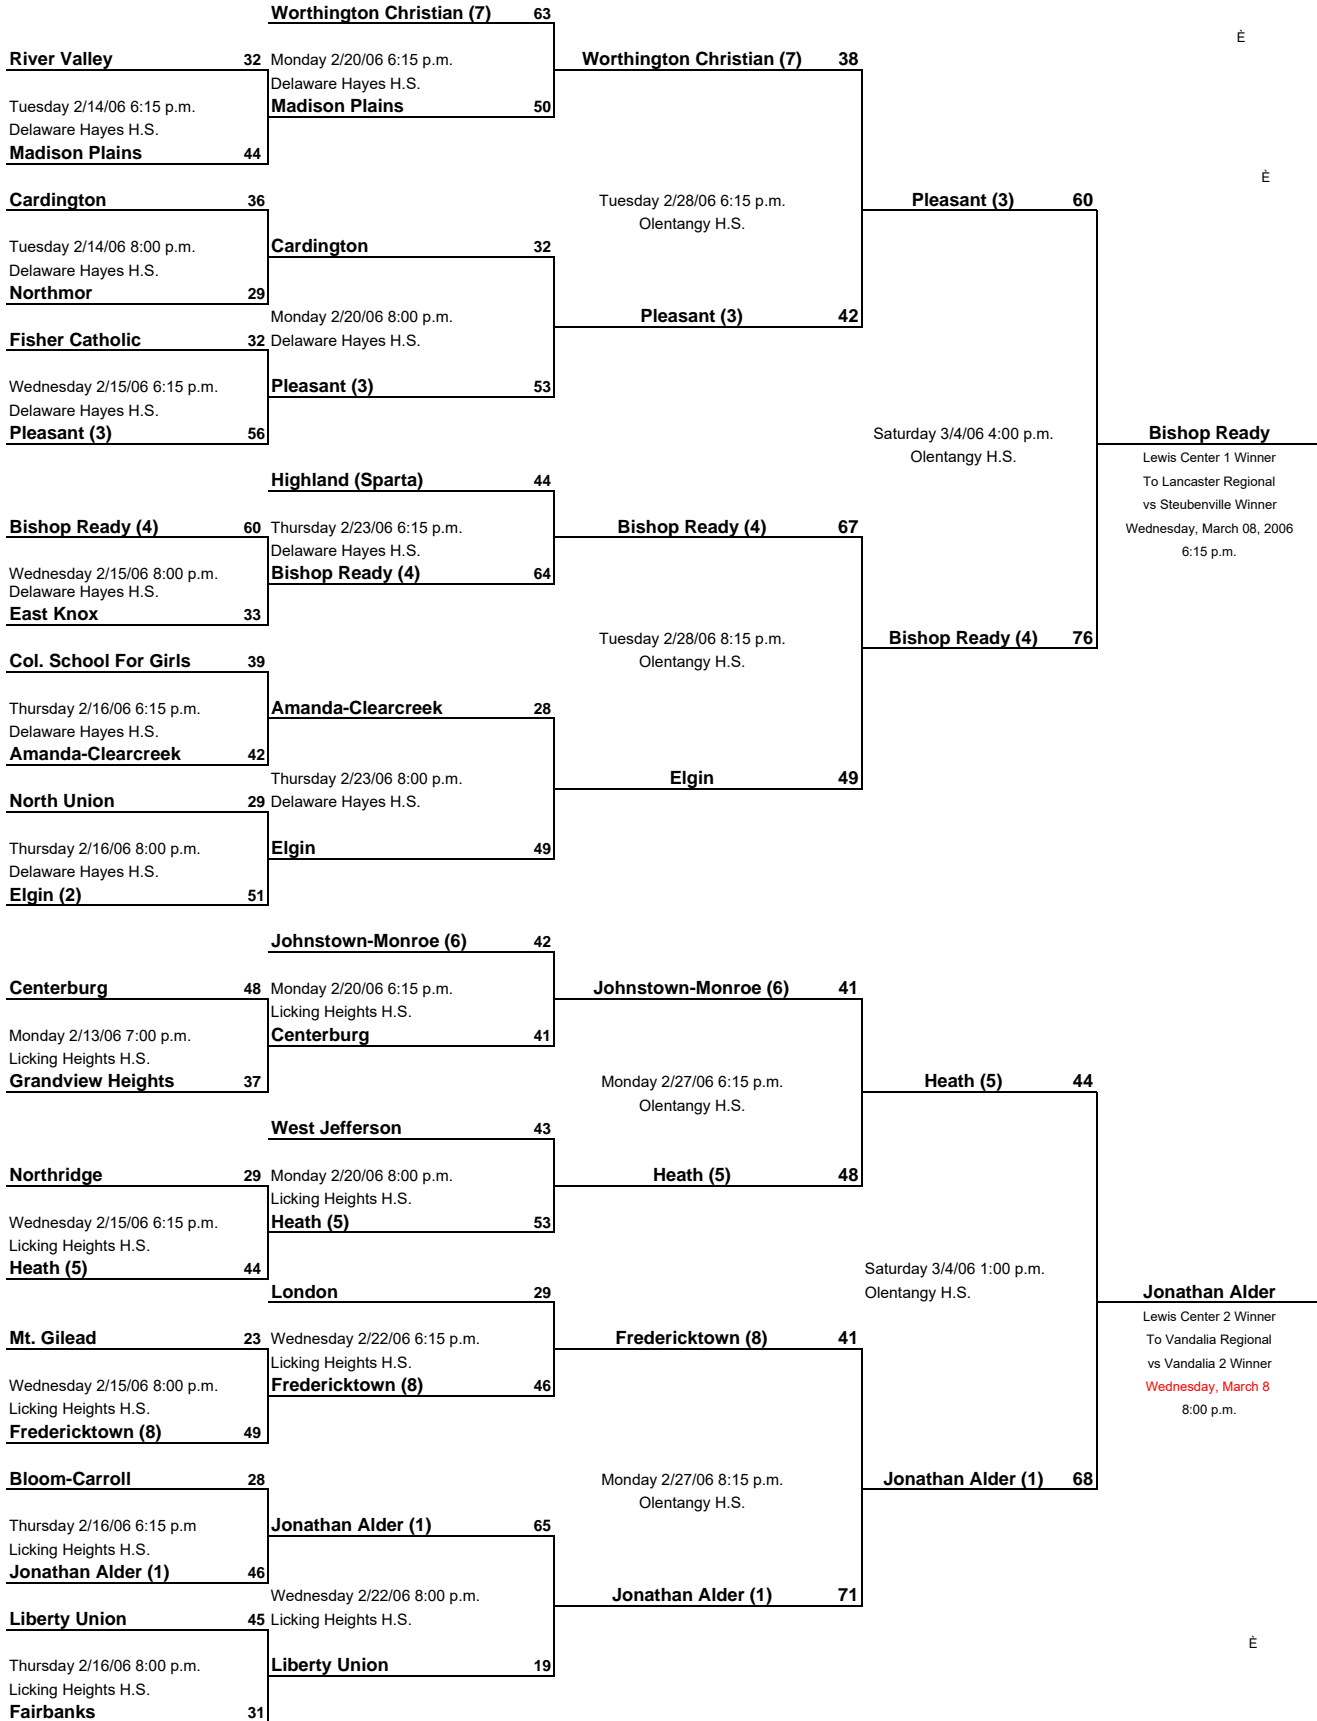 Worthington Christian (7) 63
È
River Valley 32 Monday 2/20/06 6:15 p.m. Worthington Christian (7) 38
Delaware Hayes H.S.
Tuesday 2/14/06 6:15 p.m. Madison Plains 50
Delaware Hayes H.S.
Madison Plains 44
È
Cardington 36 Tuesday 2/28/06 6:15 p.m. Pleasant (3) 60
Olentangy H.S.
Tuesday 2/14/06 8:00 p.m. Cardington 32
Delaware Hayes H.S.
Northmor 29
Monday 2/20/06 8:00 p.m. Pleasant (3) 42
Fisher Catholic 32 Delaware Hayes H.S.
Wednesday 2/15/06 6:15 p.m. Pleasant (3) 53
Delaware Hayes H.S.
Pleasant (3) 56 Saturday 3/4/06 4:00 p.m. Bishop Ready
Olentangy H.S. Lewis Center 1 Winner
Highland (Sparta) 44 To Lancaster Regional
vs Steubenville Winner
Bishop Ready (4) 60 Thursday 2/23/06 6:15 p.m. Bishop Ready (4) 67 Wednesday, March 08, 2006
Delaware Hayes H.S. 6:15 p.m.
Wednesday 2/15/06 8:00 p.m. Bishop Ready (4) 64
Delaware Hayes H.S.
East Knox 33
Tuesday 2/28/06 8:15 p.m. Bishop Ready (4) 76
Col. School For Girls 39 Olentangy H.S.
Thursday 2/16/06 6:15 p.m. Amanda-Clearcreek 28
Delaware Hayes H.S.
Amanda-Clearcreek 42
Thursday 2/23/06 8:00 p.m. Elgin 49
North Union 29 Delaware Hayes H.S.
Thursday 2/16/06 8:00 p.m. Elgin 49
Delaware Hayes H.S.
Elgin (2) 51
Johnstown-Monroe (6) 42
Centerburg 48 Monday 2/20/06 6:15 p.m. Johnstown-Monroe (6) 41
Licking Heights H.S.
Monday 2/13/06 7:00 p.m. Centerburg 41
Licking Heights H.S.
Grandview Heights 37 Monday 2/27/06 6:15 p.m. Heath (5) 44
Olentangy H.S.
West Jefferson 43
Northridge 29 Monday 2/20/06 8:00 p.m. Heath (5) 48
Licking Heights H.S.
Wednesday 2/15/06 6:15 p.m. Heath (5) 53
Licking Heights H.S.
Heath (5) 44 Saturday 3/4/06 1:00 p.m.
London 29 Olentangy H.S. Jonathan Alder
Lewis Center 2 Winner
Mt. Gilead 23 Wednesday 2/22/06 6:15 p.m. Fredericktown (8) 41 To Vandalia Regional
Licking Heights H.S. vs Vandalia 2 Winner
Wednesday 2/15/06 8:00 p.m. Fredericktown (8) 46 Wednesday, March 8
Licking Heights H.S. 8:00 p.m.
Fredericktown (8) 49
Bloom-Carroll 28 Monday 2/27/06 8:15 p.m. Jonathan Alder (1) 68
Olentangy H.S.
Thursday 2/16/06 6:15 p.m Jonathan Alder (1) 65
Licking Heights H.S.
Jonathan Alder (1) 46
Wednesday 2/22/06 8:00 p.m. Jonathan Alder (1) 71
Liberty Union 45 Licking Heights H.S.
È
Thursday 2/16/06 8:00 p.m. Liberty Union 19
Licking Heights H.S.
Fairbanks 31